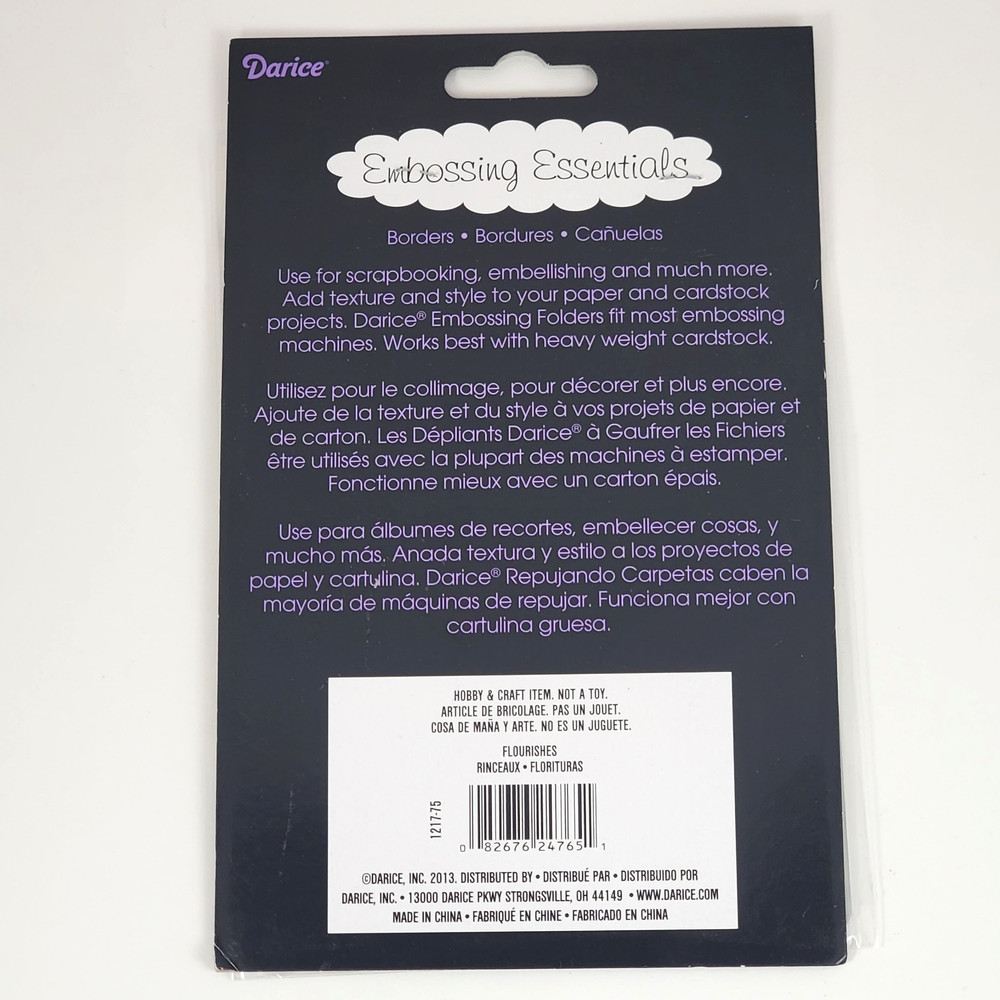 Darice®
Embossing Essentials
Borders • Bordures • Cañuelas
Use for scrapbooking, embellishing and much more.
Add texture and style to your paper and cardstock
projects. Darice® Embossing Folders fit most embossing
machines. Works best with heavy weight cardstock.
Utilisez pour le collimage, pour décorer et plus encore.
Ajoute de la texture et du style à vos projets de papier et
de carton. Les Dépliants Darice® à Gaufrer les Fichiers
être utilisés avec la plupart des machines à estamper.
Fonctionne mieux avec un carton épais.
Use para álbumes de recortes, embellecer cosas, y
mucho más. Anada textura y estilo a los proyectos de
papel y cartulina. Darice® Repujando Carpetas caben la
mayoría de máquinas de repujar. Funciona mejor con
cartulina gruesa.
HOBBY & CRAFT ITEM. NOT A TOY.
ARTICLE DE BRICOLAGE. PAS UN JOUET.
COSA DE MAÑA Y ARTE. NO ES UN JUGUETE.
FLOURISHES
RINCEAUX • FLORITURAS
1217-75
0 82676 24765 1
©DARICE, INC. 2013. DISTRIBUTED BY • DISTRIBUÉ PAR • DISTRIBUIDO POR
DARICE, INC. • 13000 DARICE PKWY STRONGSVILLE, OH 44149 • WWW.DARICE.COM
MADE IN CHINA • FABRIQUÉ EN CHINE • FABRICADO EN CHINA